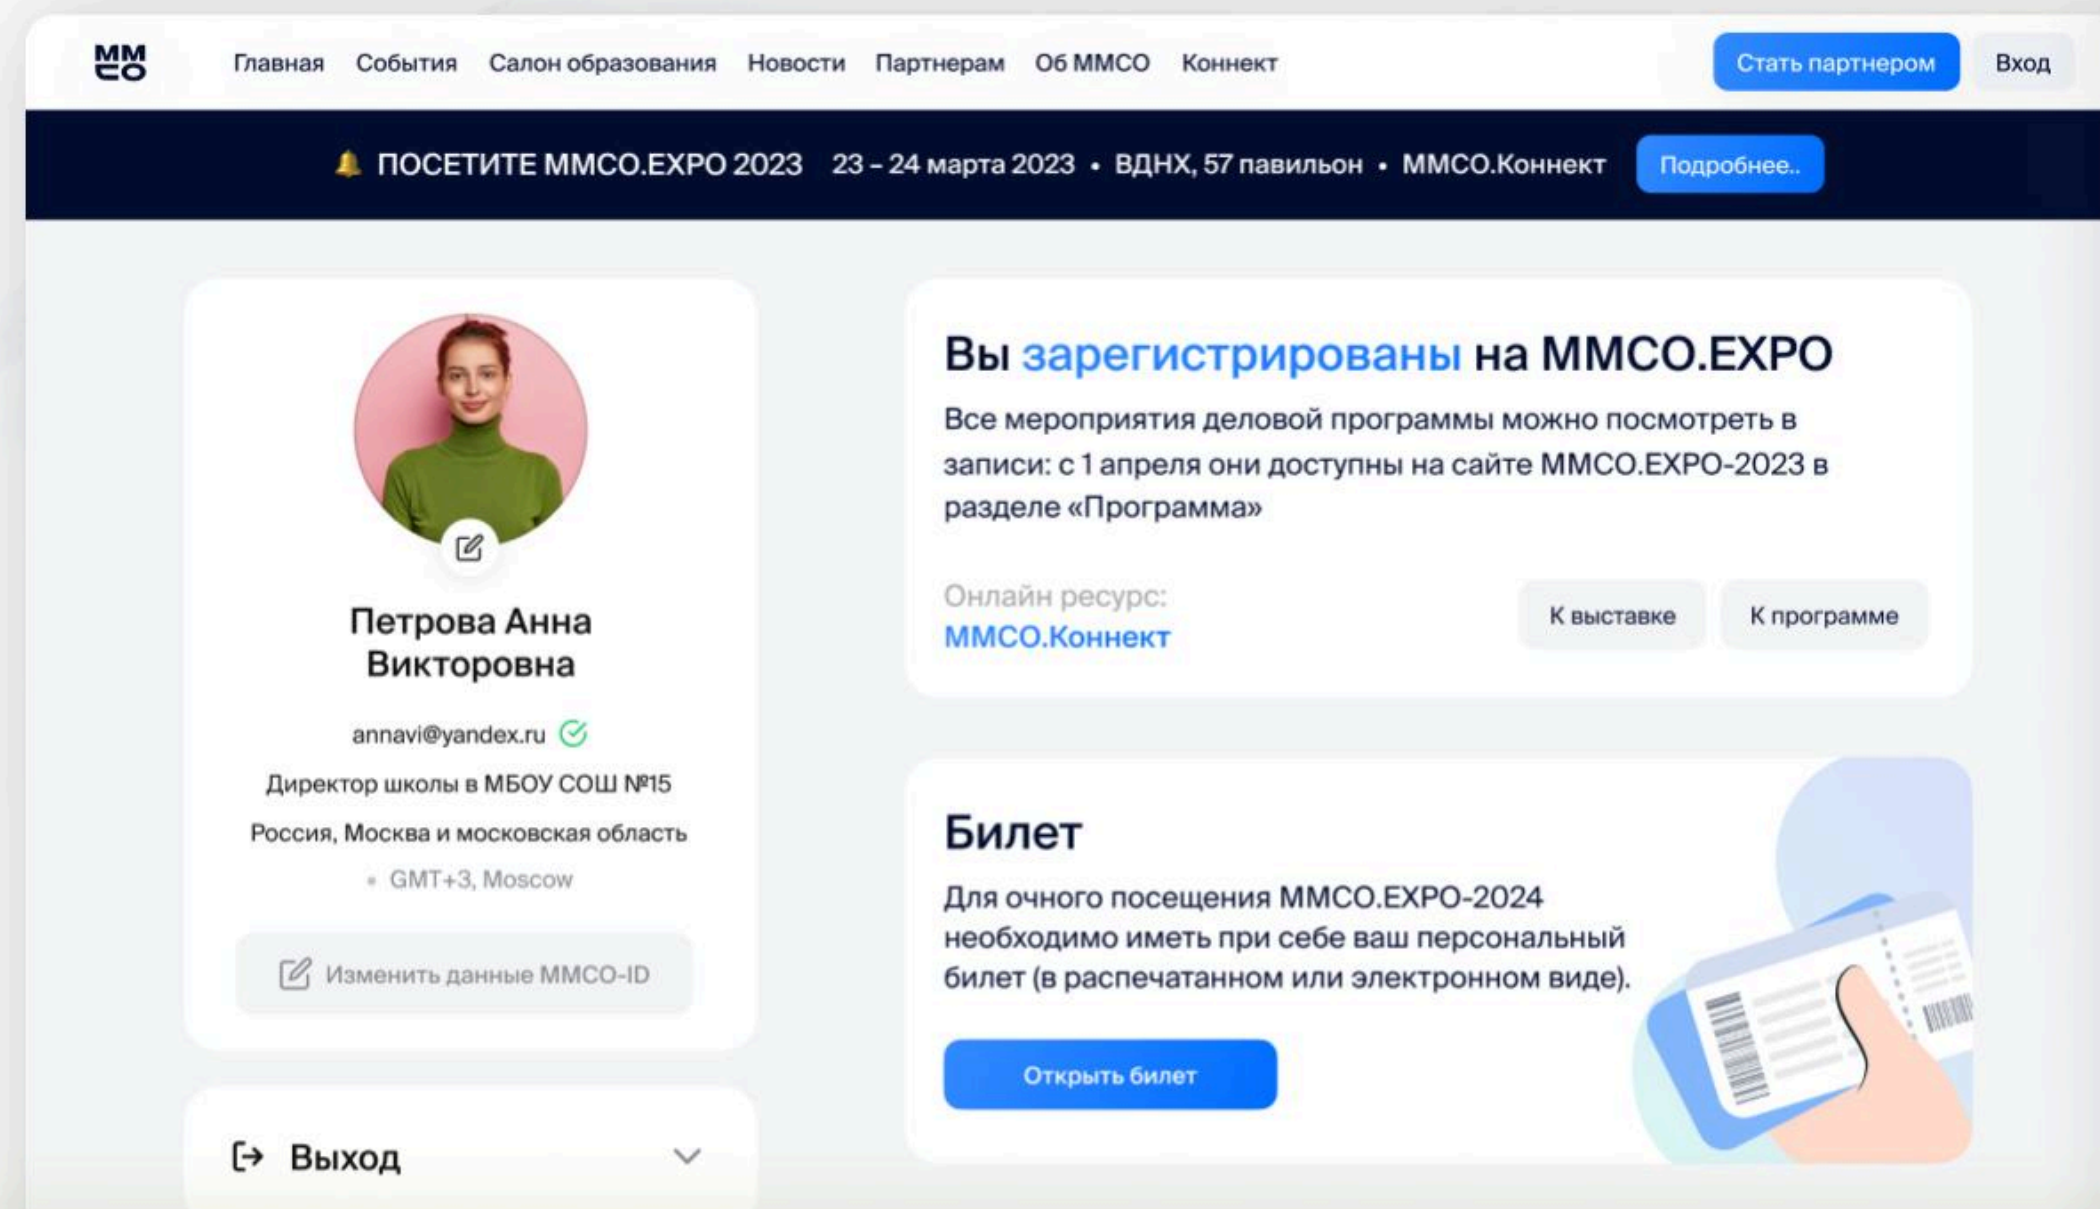 ММСО
Главная События Салон образования Новости Партнерам Об ММСО Коннект Стать партнером Вход
ПОСЕТИТЕ ММСО.EXPO 2023 23 – 24 марта 2023 • ВДНХ, 57 павильон • ММСО.Коннект Подробнее..
Петрова Анна
Викторовна
annavi@yandex.ru
Директор школы в МБОУ СОШ №15
Россия, Москва и московская область
• GMT+3, Moscow
Изменить данные ММСО-ID
Выход
Вы зарегистрированы на ММСО.EXPO
Все мероприятия деловой программы можно посмотреть в
записи: с 1 апреля они доступны на сайте ММСО.EXPO-2023 в
разделе «Программа»
Онлайн ресурс:
ММСО.Коннект
К выставке К программе
Билет
Для очного посещения ММСО.EXPO-2024
необходимо иметь при себе ваш персональный
билет (в распечатанном или электронном виде).
Открыть билет